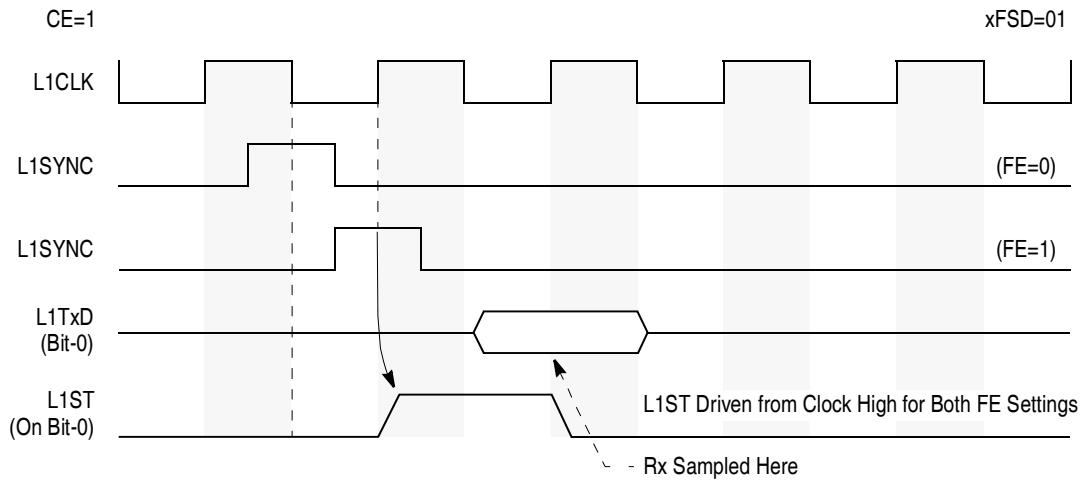 CE=1
xFSD=01
L1CLK
L1SYNC
(FE=0)
L1SYNC
(FE=1)
L1TxD
(Bit-0)
L1ST
(On Bit-0)
L1ST Driven from Clock High for Both FE Settings
Rx Sampled Here